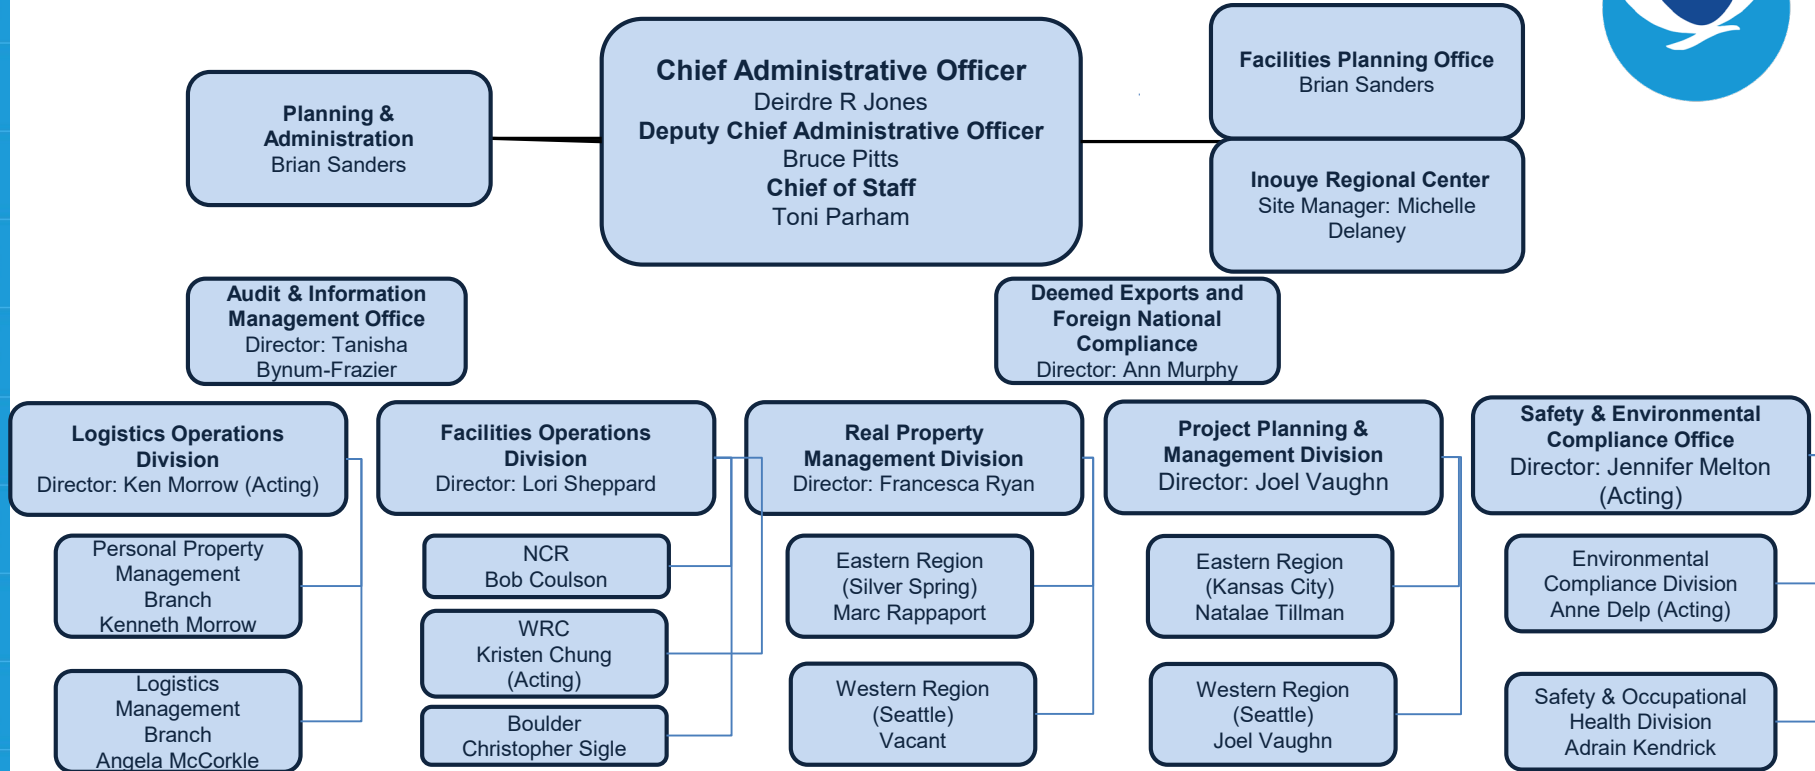 Chief Administrative Officer
Deirdre R Jones
Deputy Chief Administrative Officer
Bruce Pitts
Chief of Staff
Toni Parham
Planning &
Administration
Brian Sanders
Facilities Planning Office
Brian Sanders
Inouye Regional Center
Site Manager: Michelle
Delaney
Audit & Information
Management Office
Director: Tanisha
Bynum-Frazier
Deemed Exports and
Foreign National
Compliance
Director: Ann Murphy
Logistics Operations
Division
Director: Ken Morrow (Acting)
Personal Property
Management
Branch
Kenneth Morrow
Logistics
Management
Branch
Angela McCorkle
Facilities Operations
Division
Director: Lori Sheppard
NCR
Bob Coulson
WRC
Kristen Chung
(Acting)
Boulder
Christopher Sigle
Real Property
Management Division
Director: Francesca Ryan
Eastern Region
(Silver Spring)
Marc Rappaport
Western Region
(Seattle)
Vacant
Project Planning &
Management Division
Director: Joel Vaughn
Eastern Region
(Kansas City)
Natalae Tillman
Western Region
(Seattle)
Joel Vaughn
Safety & Environmental
Compliance Office
Director: Jennifer Melton
(Acting)
Environmental
Compliance Division
Anne Delp (Acting)
Safety & Occupational
Health Division
Adrain Kendrick